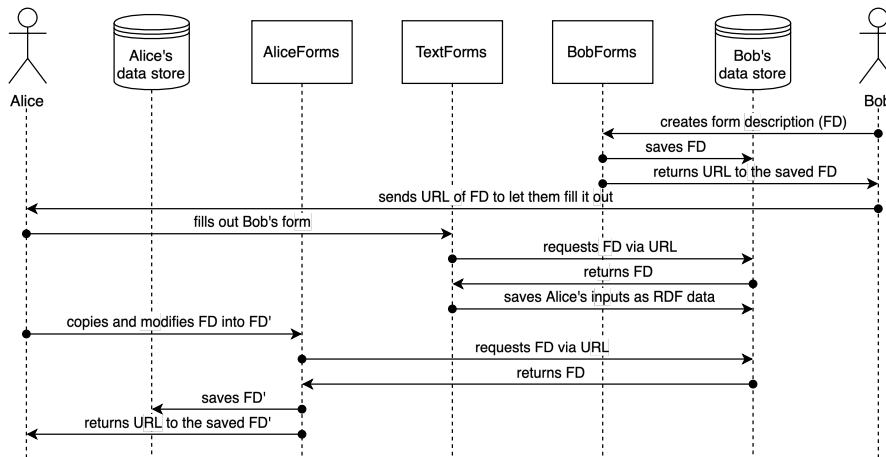 Alice's
data store
AliceForms
TextForms
BobForms
Bob's
data store
Alice
Bob
creates form description (FD)
saves FD
returns URL to the saved FD
sends URL of FD to let them fill it out
fills out Bob's form
requests FD via URL
returns FD
saves Alice's inputs as RDF data
copies and modifies FD into FD'
requests FD via URL
returns FD
saves FD'
returns URL to the saved FD'